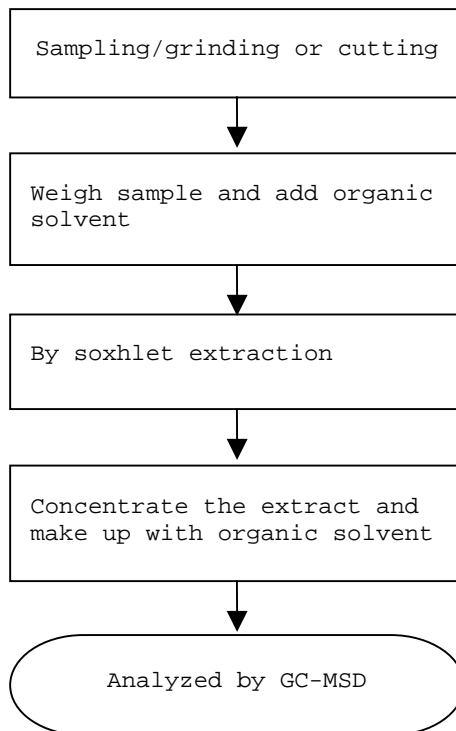 Sampling/grinding or cutting
Weigh sample and add organic
solvent
By soxhlet extraction
Concentrate the extract and
make up with organic solvent
Analyzed by GC-MSD